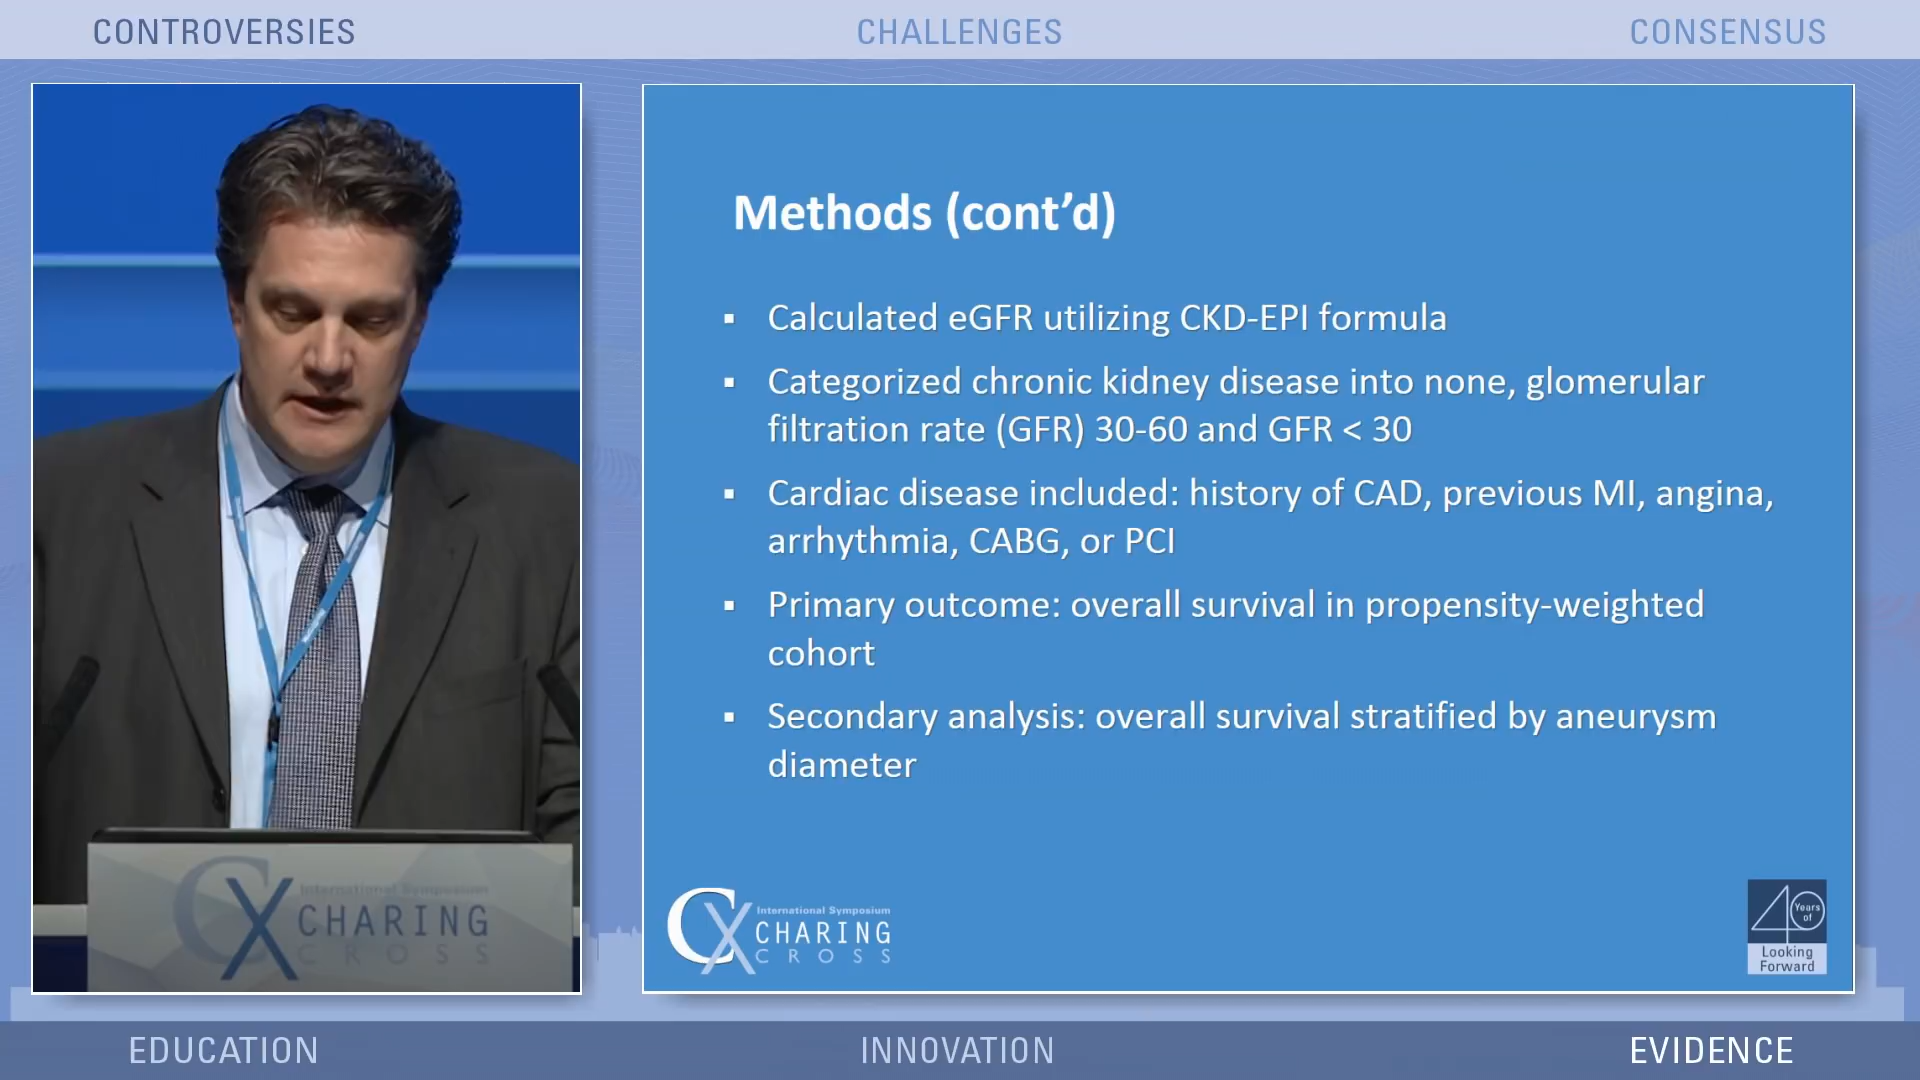 CONTROVERSIES
CHALLENGES
CONSENSUS
Methods (cont’d)
▪ Calculated eGFR utilizing CKD-EPI formula
▪ Categorized chronic kidney disease into none, glomerular
filtration rate (GFR) 30-60 and GFR < 30
▪ Cardiac disease included: history of CAD, previous MI, angina,
arrhythmia, CABG, or PCI
▪ Primary outcome: overall survival in propensity-weighted
cohort
▪ Secondary analysis: overall survival stratified by aneurysm
diameter
CX
International Symposium
CHARING
CROSS
CX
International Symposium
CHARING
CROSS
40
Years
of
Looking
Forward
EDUCATION
INNOVATION
EVIDENCE